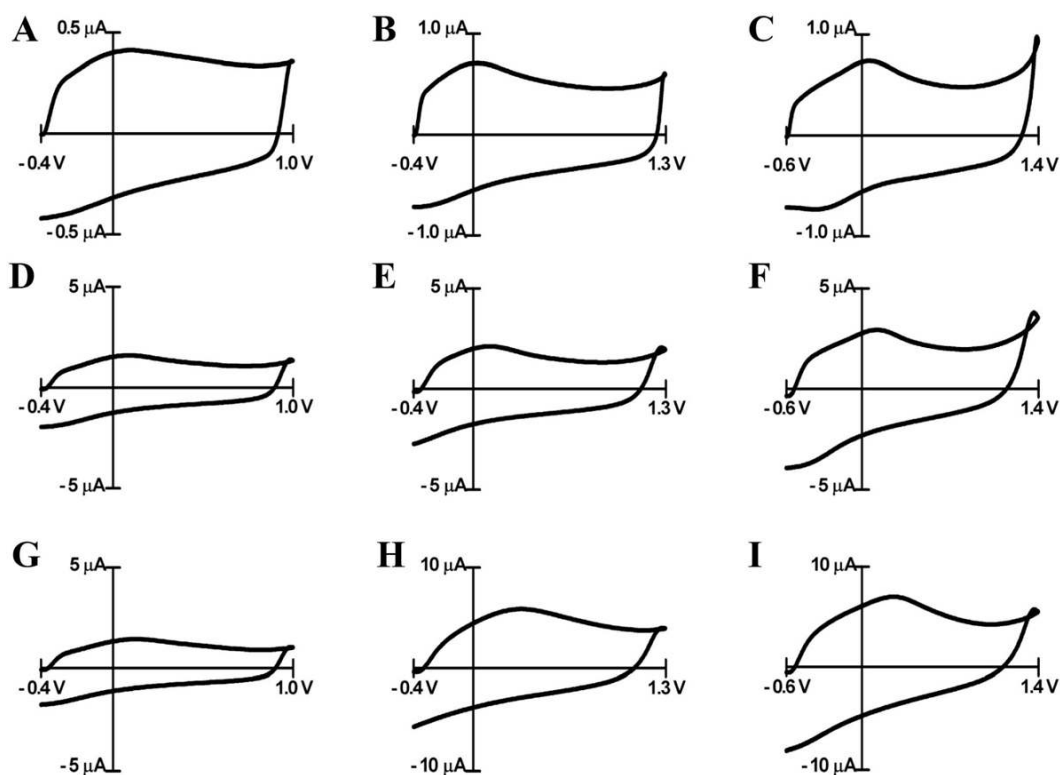 A
0.5 µA
-0.4 V
1.0 V
-0.5 µA
B
1.0 µA
-0.4 V
1.3 V
-1.0 µA
C
1.0 µA
-0.6 V
1.4 V
-1.0 µA
D
5 µA
-0.4 V
1.0 V
-5 µA
E
5 µA
-0.4 V
1.3 V
-5 µA
F
5 µA
-0.6 V
1.4 V
-5 µA
G
5 µA
-0.4 V
1.0 V
-5 µA
H
10 µA
-0.4 V
1.3 V
-10 µA
I
10 µA
-0.6 V
1.4 V
-10 µA